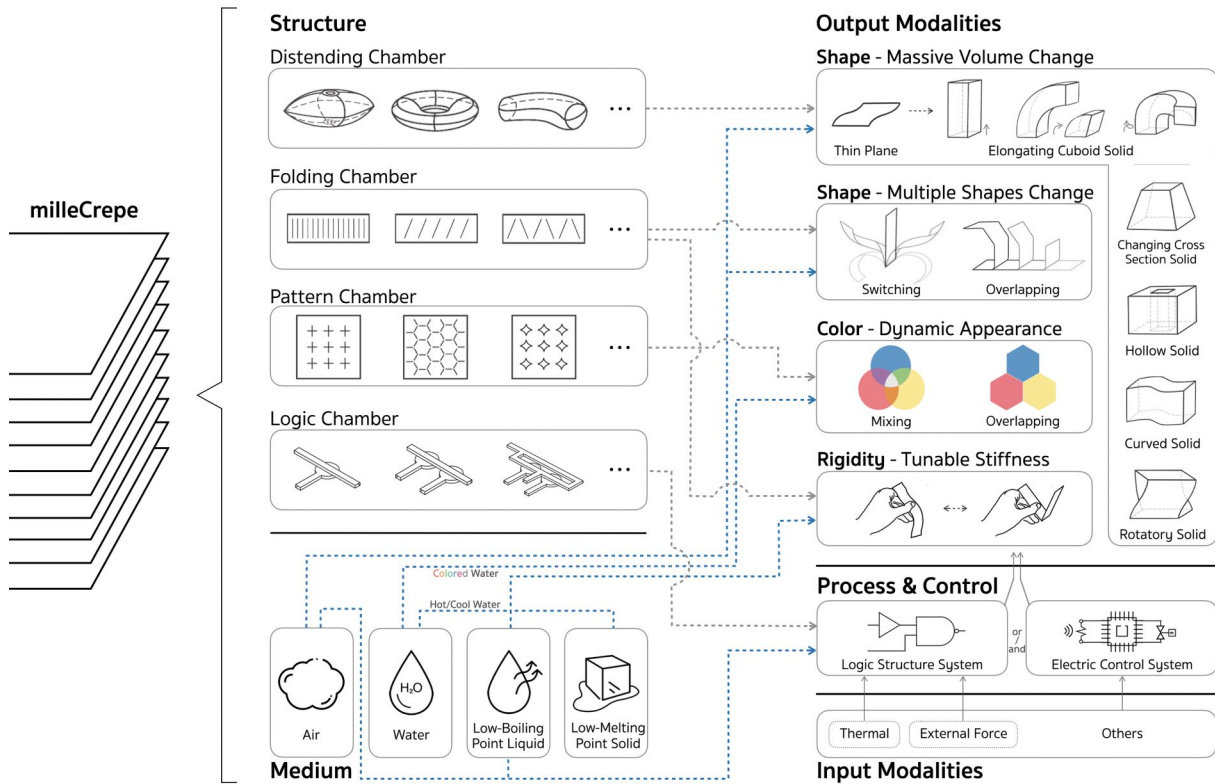 milleCrepe
Structure
Distending Chamber
...
Folding Chamber
...
Pattern Chamber
...
Logic Chamber
...
Colored Water
Hot/Cool Water
Air
H₂O
Water
Low-Boiling
Point Liquid
Low-Melting
Point Solid
Medium
Output Modalities
Shape - Massive Volume Change
Thin Plane
Elongating Cuboid Solid
Changing Cross
Section Solid
Hollow Solid
Curved Solid
Rotatory Solid
Shape - Multiple Shapes Change
Switching
Overlapping
Color - Dynamic Appearance
Mixing
Overlapping
Rigidity - Tunable Stiffness
Process & Control
Logic Structure System
or
/
and
Electric Control System
Thermal
External Force
Others
Input Modalities